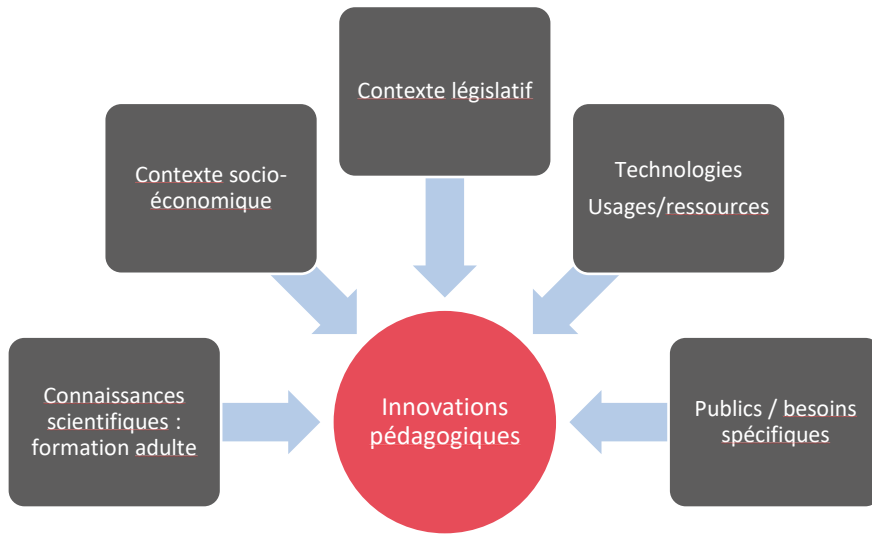 Contexte législatif
Contexte socio-
économique
Technologies
Usages/ressources
Connaissances
scientifiques :
formation adulte
Innovations
pédagogiques
Publics / besoins
spécifiques